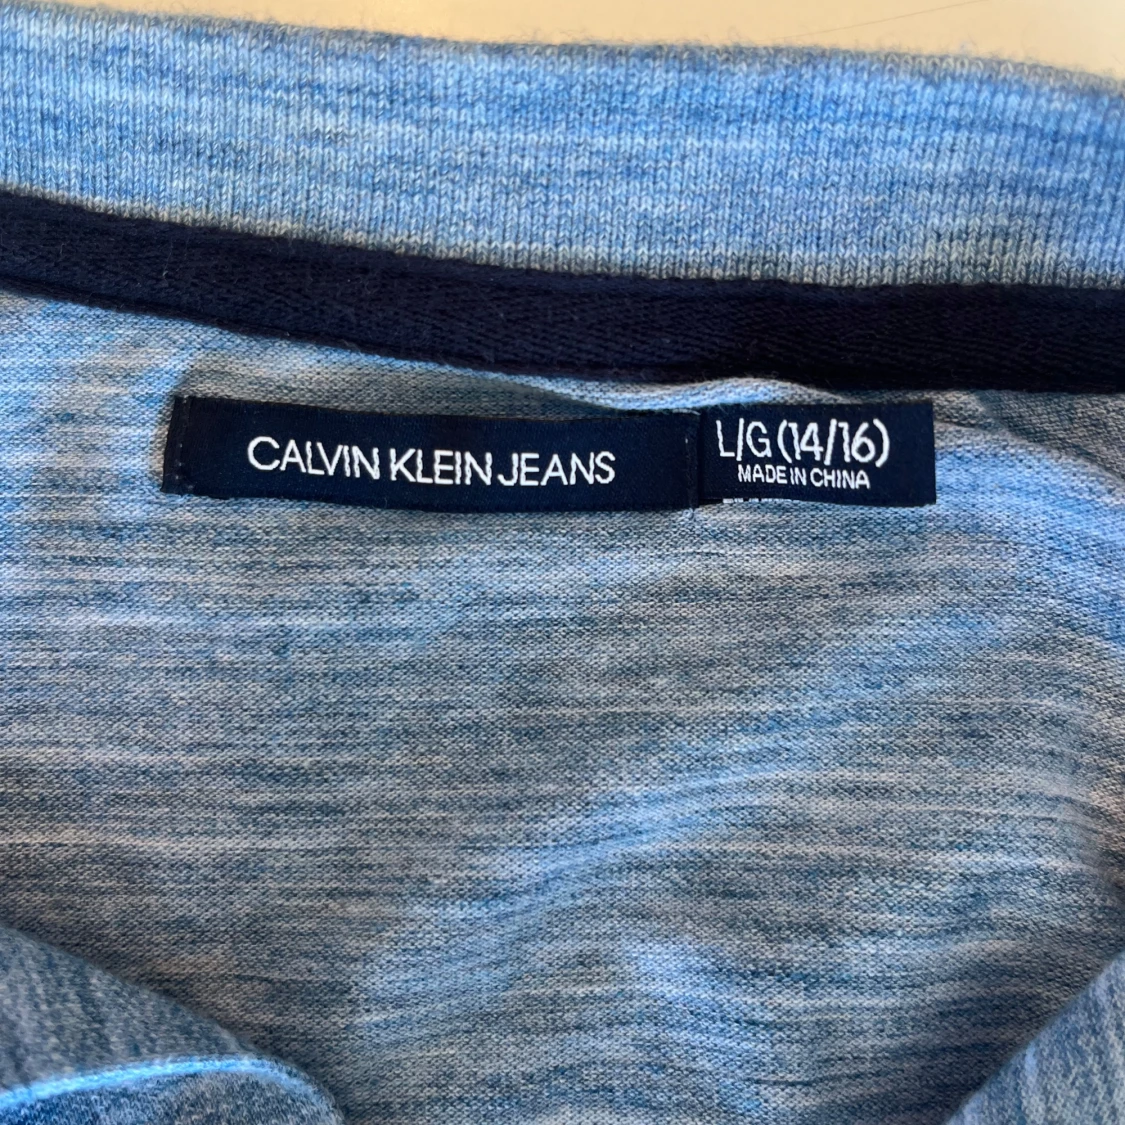 CALVIN KLEIN JEANS
L/G (14/16)
MADE IN CHINA